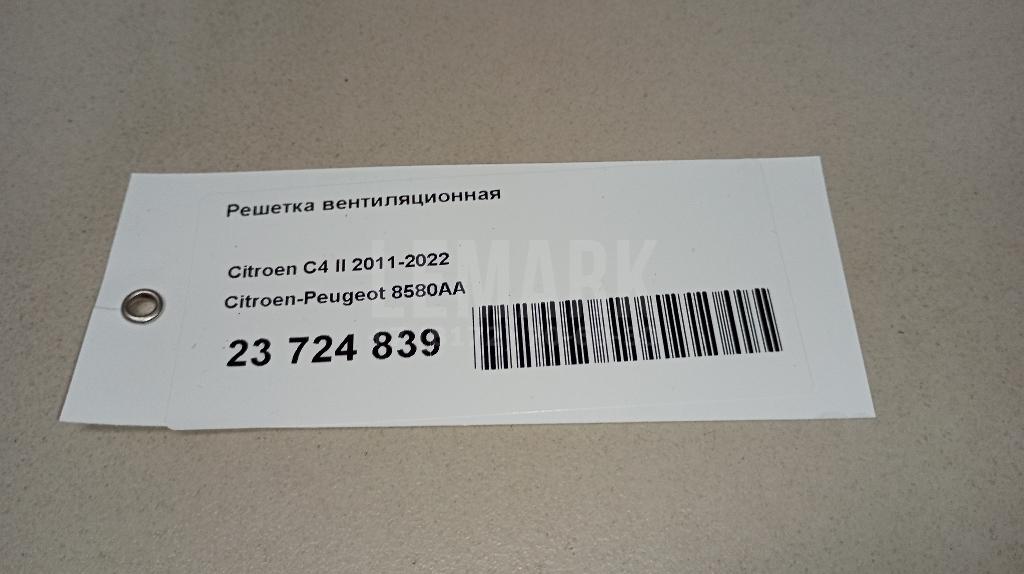 Решетка вентиляционная
Citroen C4 II 2011-2022
Citroen-Peugeot 8580AA
23 724 839
LEMARK